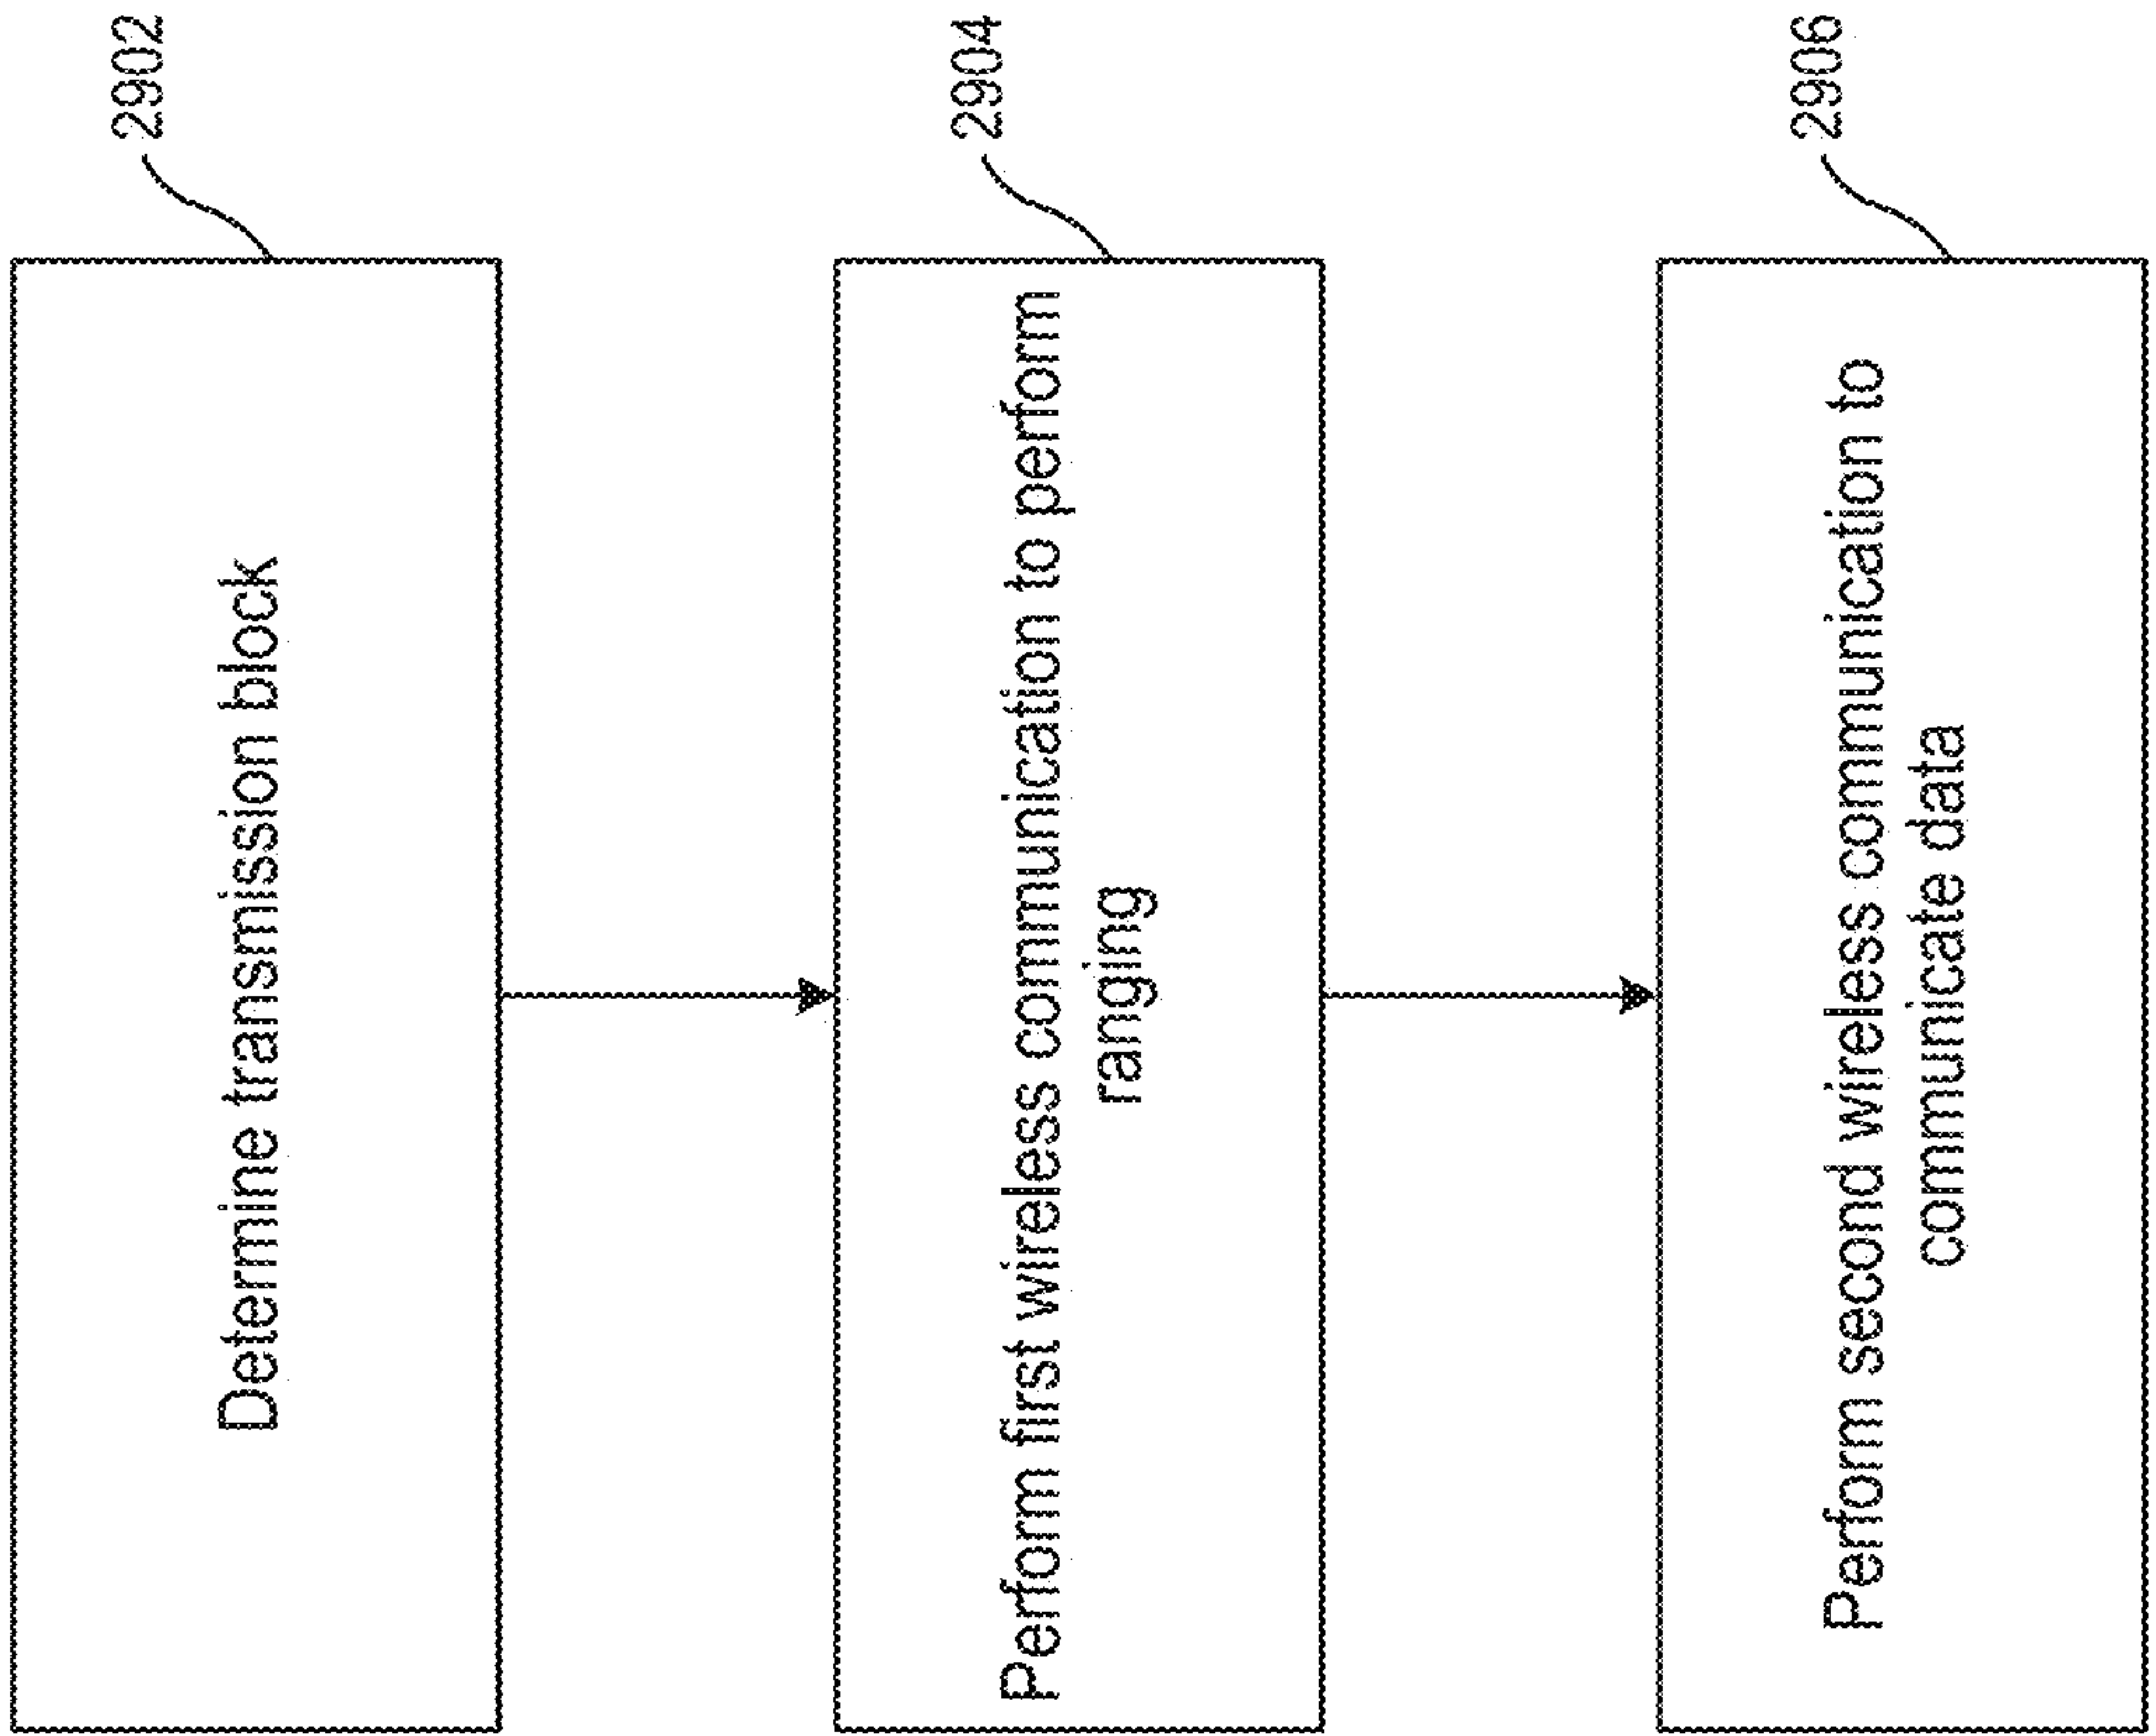 Determine transmission block
2902
Perform first wireless communication to perform
ranging
2904
Perform second wireless communication to
communicate data
2906